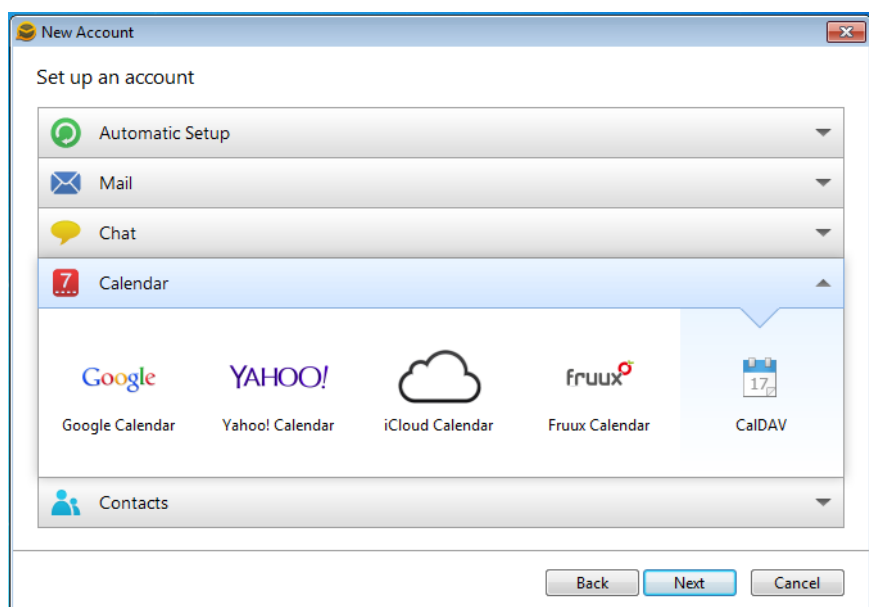 New Account
Set up an account
Automatic Setup
Mail
Chat
7
Calendar
Google YAHOO! fruux 17
Google Calendar Yahoo! Calendar iCloud Calendar Fruux Calendar CalDAV
Contacts
Back Next Cancel